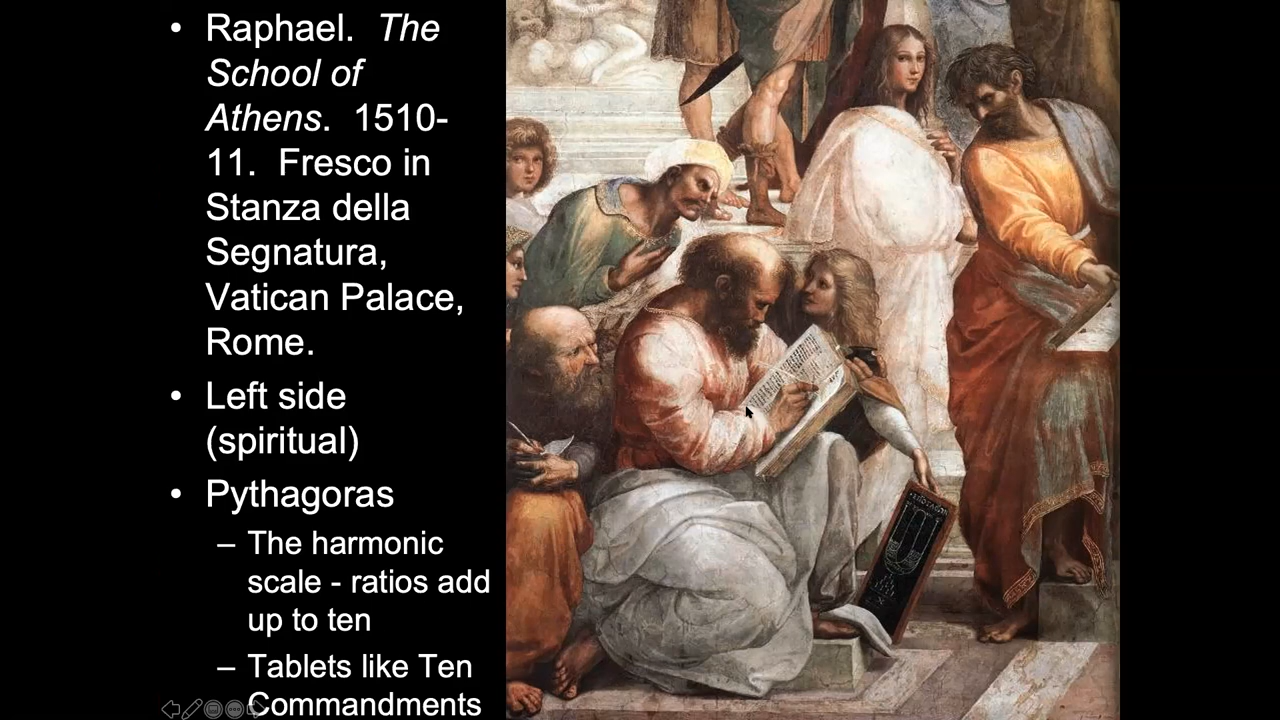 • Raphael. The
School of
Athens. 1510-
11. Fresco in
Stanza della
Segnatura,
Vatican Palace,
Rome.
• Left side
(spiritual)
• Pythagoras
– The harmonic
scale - ratios add
up to ten
– Tablets like Ten
Commandments